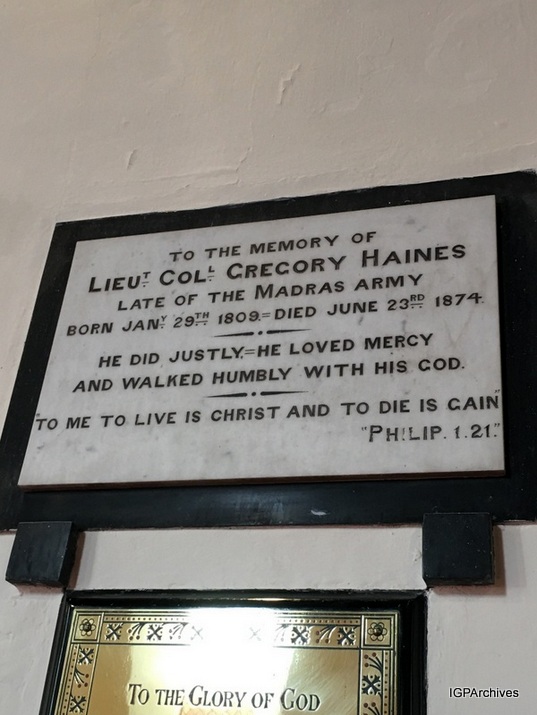 TO THE MEMORY OF
LIEUT. COLL. GREGORY HAINES
LATE OF THE MADRAS ARMY
BORN JANY. 29TH 1809.=DIED JUNE 23RD 1874.
HE DID JUSTLY.=HE LOVED MERCY
AND WALKED HUMBLY WITH HIS GOD.
"TO ME TO LIVE IS CHRIST AND TO DIE IS GAIN"
"PHILIP. 1.21."
TO THE GLORY OF GOD
IGPArchives